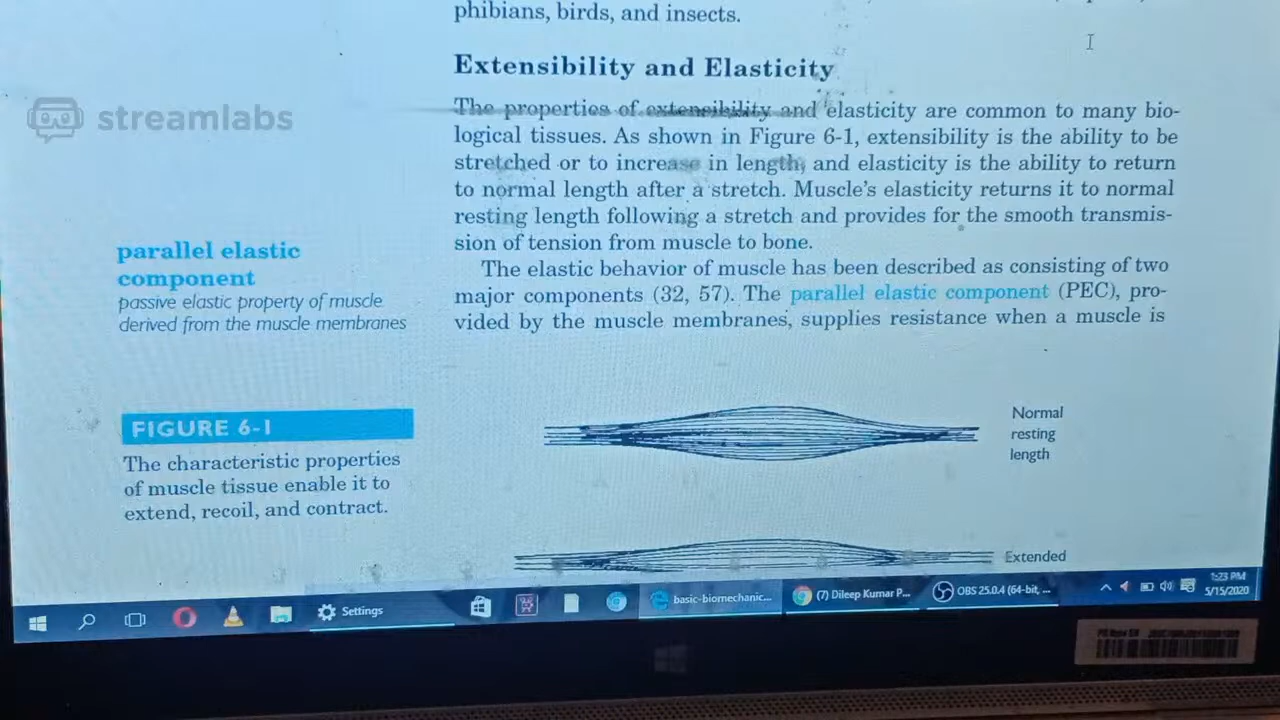 phibians, birds, and insects.
Extensibility and Elasticity
The properties of extensibility and elasticity are common to many bio-
logical tissues. As shown in Figure 6-1, extensibility is the ability to be
stretched or to increase in length, and elasticity is the ability to return
to normal length after a stretch. Muscle's elasticity returns it to normal
resting length following a stretch and provides for the smooth transmis-
sion of tension from muscle to bone.
The elastic behavior of muscle has been described as consisting of two
major components (32, 57). The parallel elastic component (PEC), pro-
vided by the muscle membranes, supplies resistance when a muscle is
streamlabs
parallel elastic
component
passive elastic property of muscle
derived from the muscle membranes
FIGURE 6-1
The characteristic properties
of muscle tissue enable it to
extend, recoil, and contract.
Normal
resting
length
Extended
Settings
basic-biomechanic...
(7) Dileep Kumar P...
OBS 25.0.4 (64-bit, ...
1:23 PM
5/15/2020